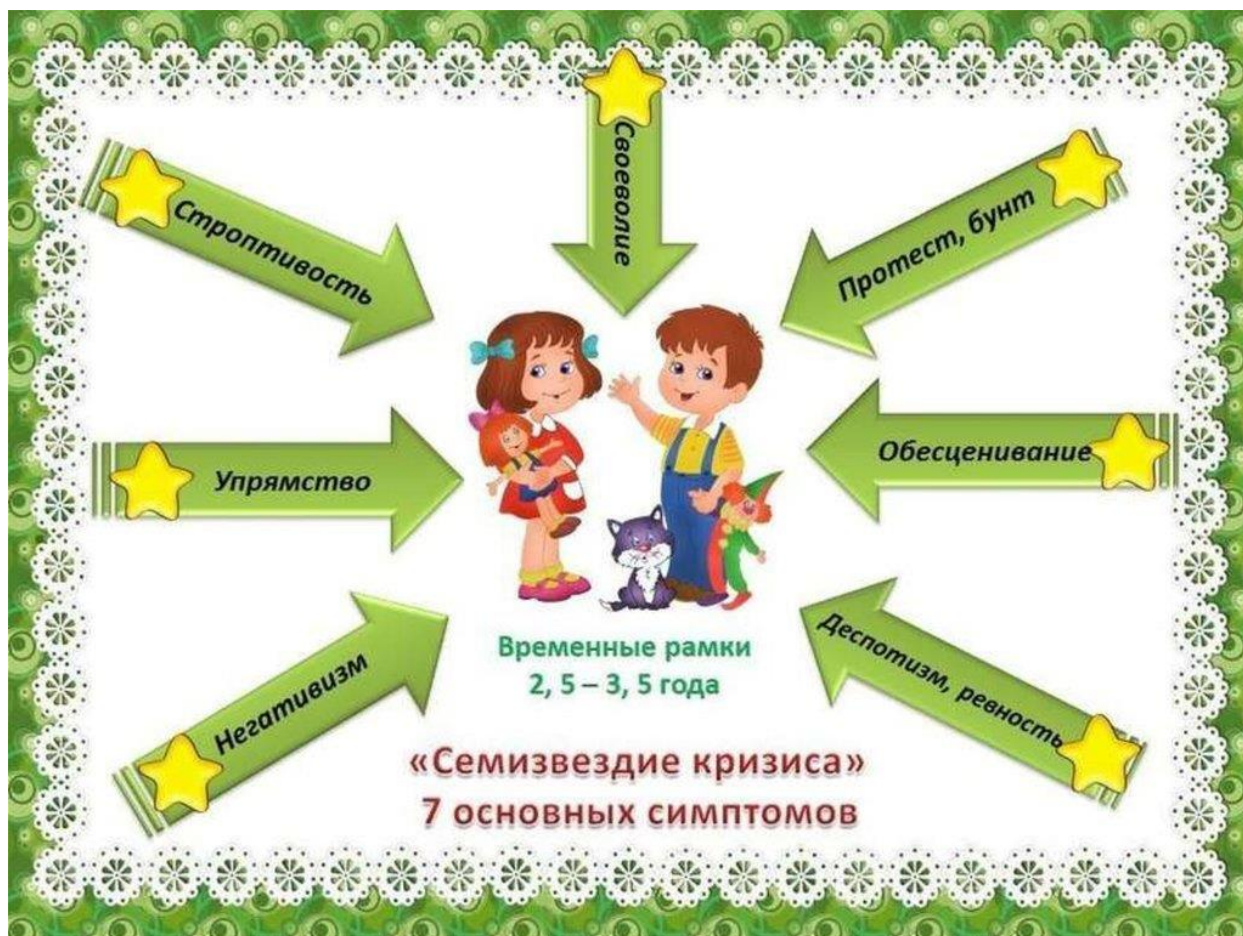 Своеволие
Строптивость
Протест, бунт
Упрямство
Обесценивание
Негативизм
Деспотизм, ревность
Временные рамки
2, 5 – 3, 5 года
«Семизвездие кризиса»
7 основных симптомов